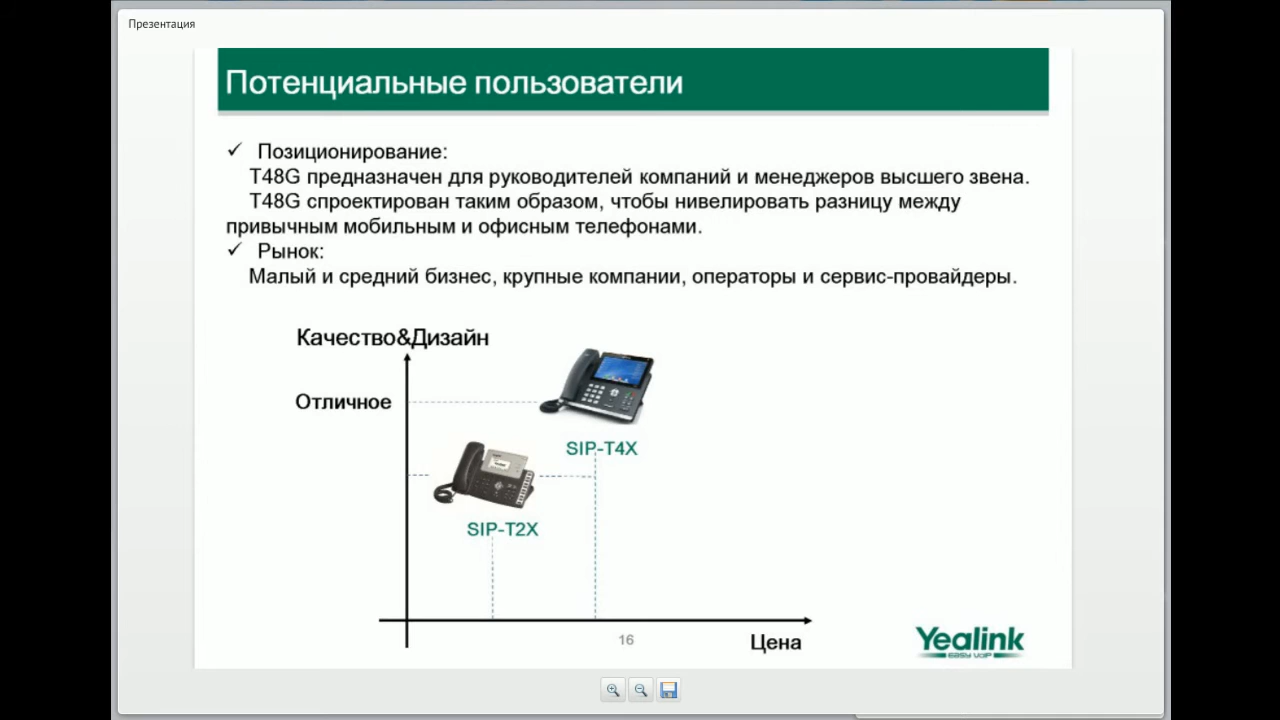 Презентация
Потенциальные пользователи
✓ Позиционирование:
T48G предназначен для руководителей компаний и менеджеров высшего звена.
T48G спроектирован таким образом, чтобы нивелировать разницу между
привычным мобильным и офисным телефонами.
✓ Рынок:
Малый и средний бизнес, крупные компании, операторы и сервис-провайдеры.
Качество&Дизайн
Отличное
SIP-T4X
SIP-T2X
16
Цена
Yealink
EASY VoIP